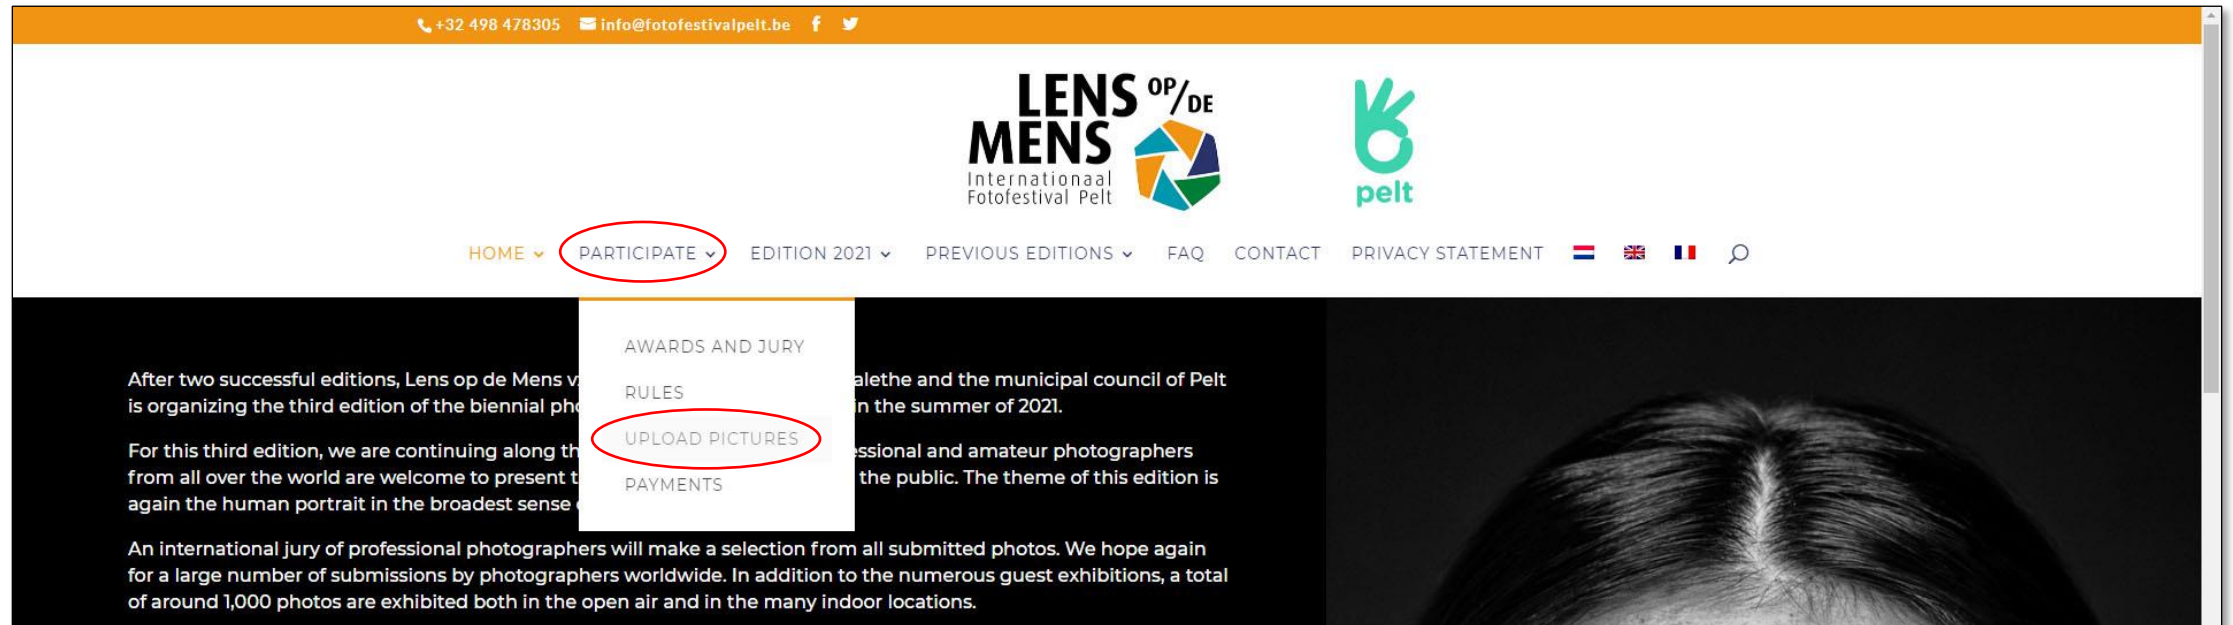 +32 498 478305 info@fotofestivalpelt.be
LENS OP/DE
MENS
Internationaal
Fotofestival Pelt
pelt
HOME PARTICIPATE EDITION 2021 PREVIOUS EDITIONS FAQ CONTACT PRIVACY STATEMENT
AWARDS AND JURY
RULES
UPLOAD PICTURES
PAYMENTS
After two successful editions, Lens op de Mens alethe and the municipal council of Pelt
is organizing the third edition of the biennial in the summer of 2021.
For this third edition, we are continuing along and amateur photographers
from all over the world are welcome to present the public. The theme of this edition is
again the human portrait in the broadest sense
An international jury of professional photographers will make a selection from all submitted photos. We hope again
for a large number of submissions by photographers worldwide. In addition to the numerous guest exhibitions, a total
of around 1,000 photos are exhibited both in the open air and in the many indoor locations.